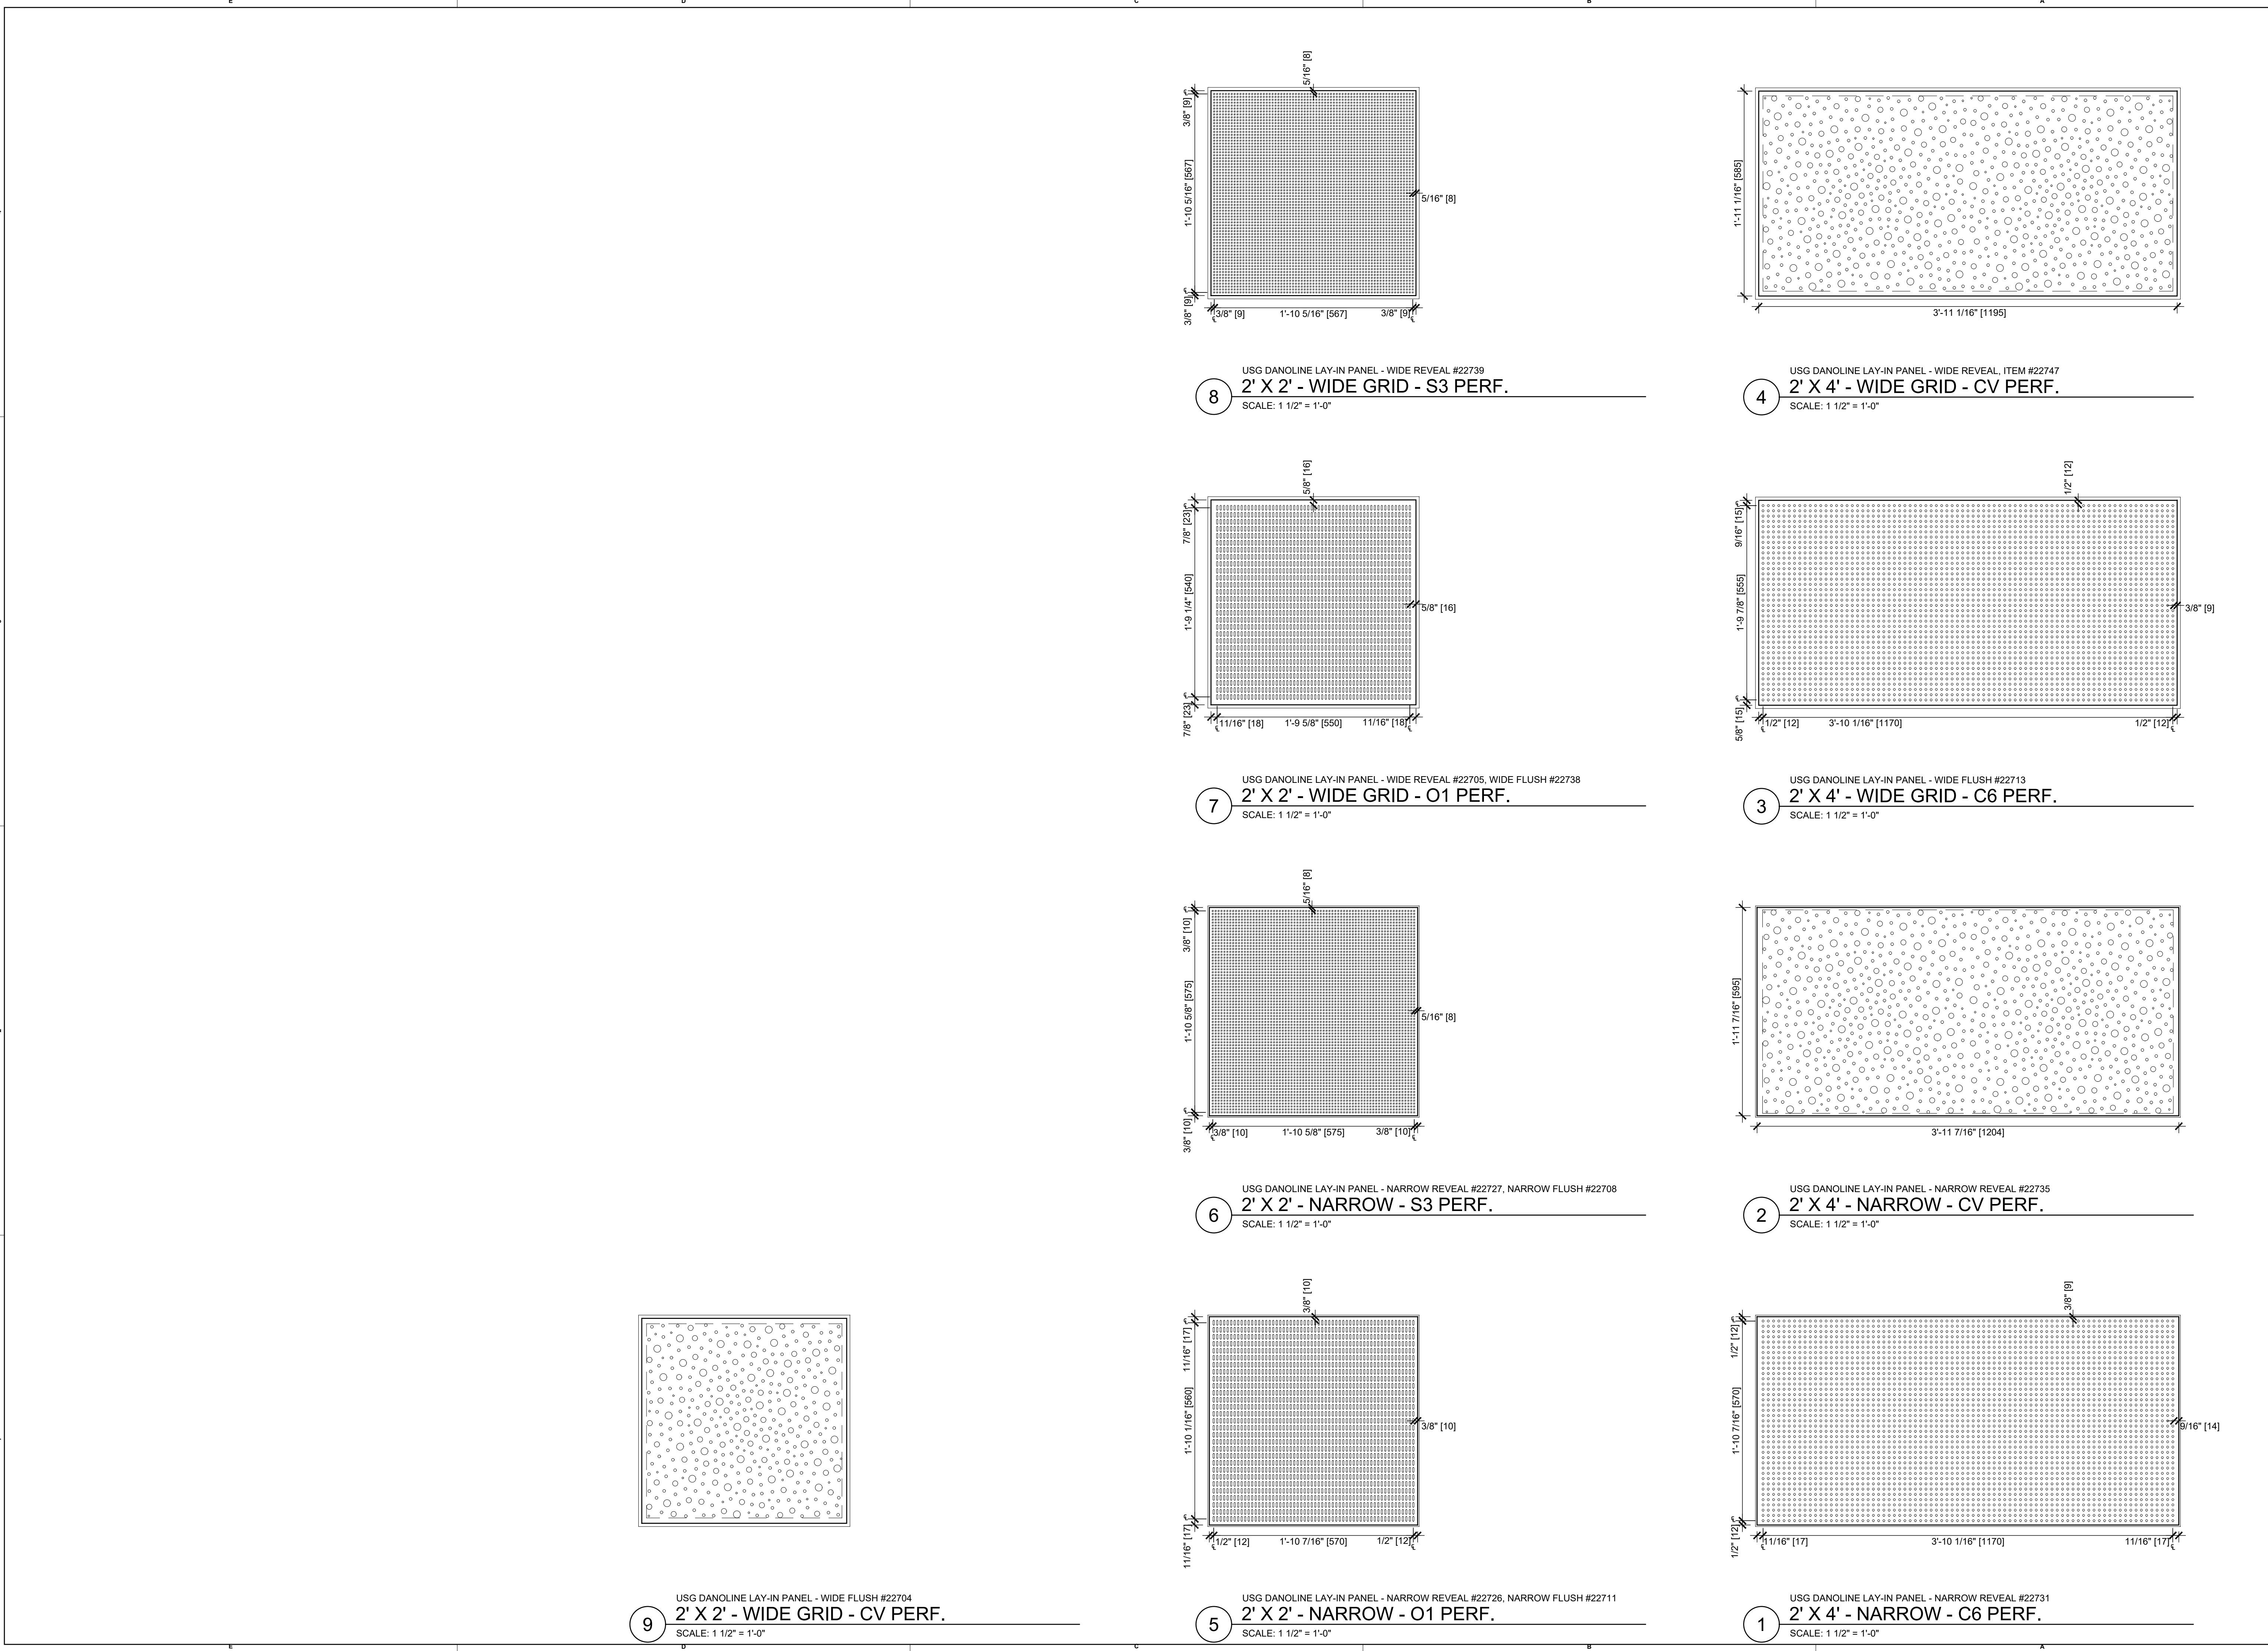 E D C B A
5/16" [8]
3/8" [9]
1'-10 5/16" [567]
3/8" [9]
5/16" [8]
3/8" [9] 1'-10 5/16" [567] 3/8" [9]
USG DANOLINE LAY-IN PANEL - WIDE REVEAL #22739
8 2' X 2' - WIDE GRID - S3 PERF.
SCALE: 1 1/2" = 1'-0"
1'-11 1/16" [585]
3'-11 1/16" [1195]
USG DANOLINE LAY-IN PANEL - WIDE REVEAL, ITEM #22747
4 2' X 4' - WIDE GRID - CV PERF.
SCALE: 1 1/2" = 1'-0"
5/8" [16]
7/8" [23]
1'-9 1/4" [540]
7/8" [23]
5/8" [16]
11/16" [18] 1'-9 5/8" [550] 11/16" [18]
USG DANOLINE LAY-IN PANEL - WIDE REVEAL #22705, WIDE FLUSH #22738
7 2' X 2' - WIDE GRID - O1 PERF.
SCALE: 1 1/2" = 1'-0"
1/2" [12]
9/16" [15]
1'-9 7/8" [555]
5/8" [15]
3/8" [9]
1/2" [12] 3'-10 1/16" [1170] 1/2" [12]
USG DANOLINE LAY-IN PANEL - WIDE FLUSH #22713
3 2' X 4' - WIDE GRID - C6 PERF.
SCALE: 1 1/2" = 1'-0"
5/16" [8]
3/8" [10]
1'-10 5/8" [575]
3/8" [10]
5/16" [8]
3/8" [10] 1'-10 5/8" [575] 3/8" [10]
USG DANOLINE LAY-IN PANEL - NARROW REVEAL #22727, NARROW FLUSH #22708
6 2' X 2' - NARROW - S3 PERF.
SCALE: 1 1/2" = 1'-0"
1'-11 7/16" [595]
3'-11 7/16" [1204]
USG DANOLINE LAY-IN PANEL - NARROW REVEAL #22735
2 2' X 4' - NARROW - CV PERF.
SCALE: 1 1/2" = 1'-0"
USG DANOLINE LAY-IN PANEL - WIDE FLUSH #22704
9 2' X 2' - WIDE GRID - CV PERF.
SCALE: 1 1/2" = 1'-0"
3/8" [10]
11/16" [17]
1'-10 1/16" [560]
11/16" [17]
3/8" [10]
1/2" [12] 1'-10 7/16" [570] 1/2" [12]
USG DANOLINE LAY-IN PANEL - NARROW REVEAL #22726, NARROW FLUSH #22711
5 2' X 2' - NARROW - O1 PERF.
SCALE: 1 1/2" = 1'-0"
3/8" [9]
1/2" [12]
1'-10 7/16" [570]
1/2" [12]
9/16" [14]
11/16" [17] 3'-10 1/16" [1170] 11/16" [17]
USG DANOLINE LAY-IN PANEL - NARROW REVEAL #22731
1 2' X 4' - NARROW - C6 PERF.
SCALE: 1 1/2" = 1'-0"
E D C B A